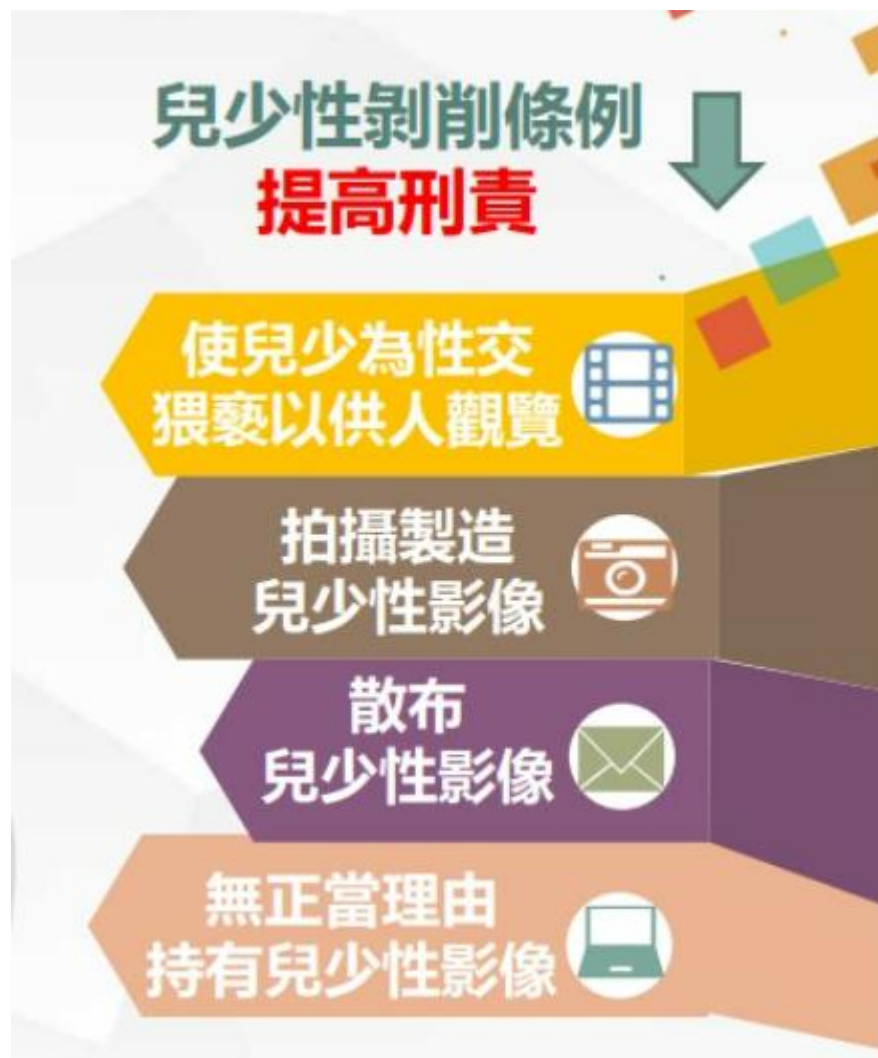 兒少性剝削條例
提高刑責
使兒少為性交
猥褻以供人觀覽
拍攝製造
兒少性影像
散布
兒少性影像
無正當理由
持有兒少性影像